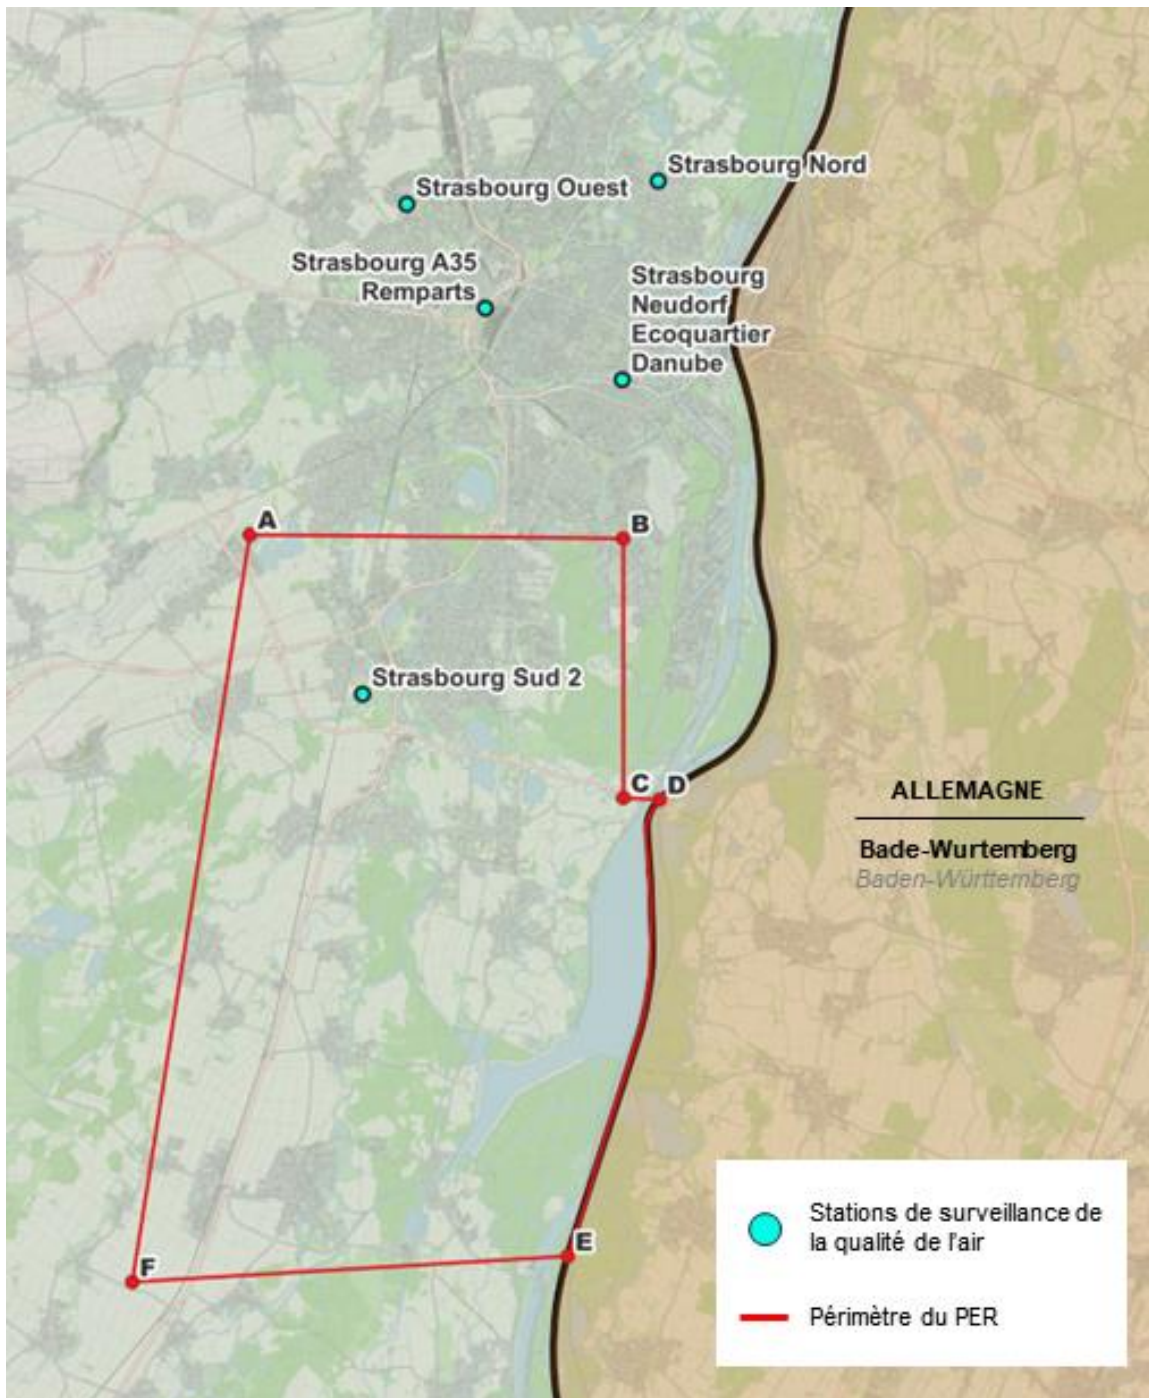 Strasbourg Nord
Strasbourg Ouest
Strasbourg A35
Remparts
Strasbourg
Neudorf
Ecoquartier
Danube
A
B
Strasbourg Sud 2
C
D
ALLEMAGNE
Bade-Wurtemberg
Baden-Württemberg
E
F
Stations de surveillance de
la qualité de l'air
Périmètre du PER